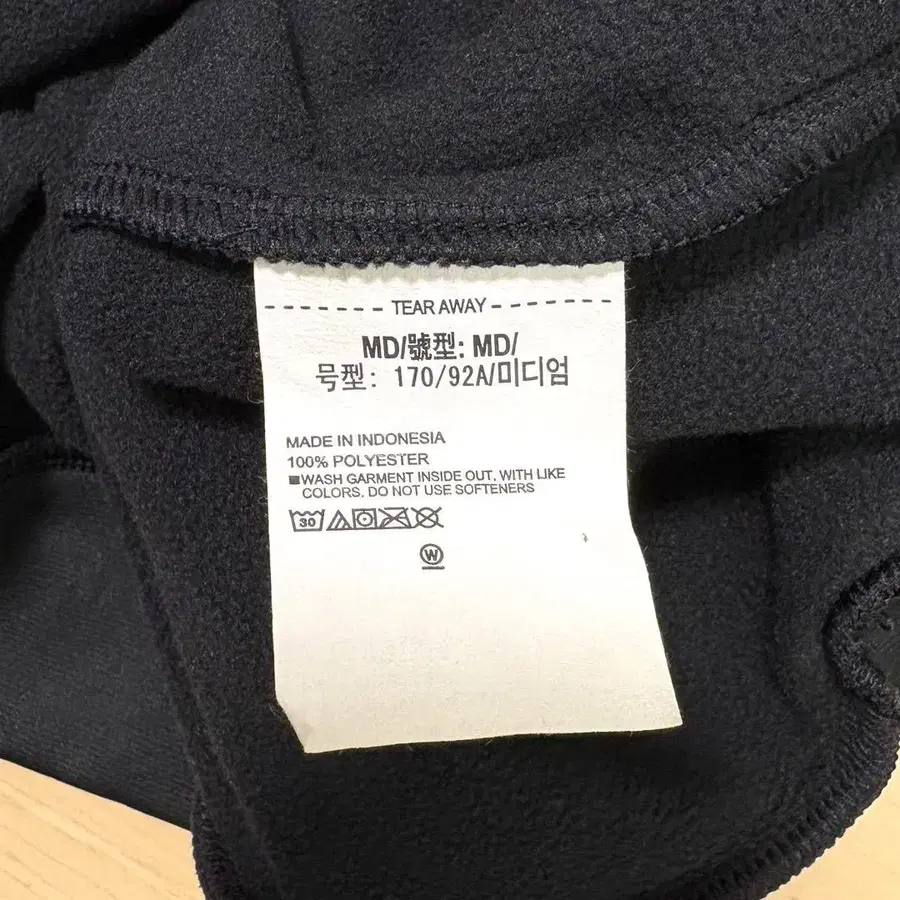 TEAR AWAY
MD/號型: MD/
号型: 170/92A/미디엄
MADE IN INDONESIA
100% POLYESTER
■WASH GARMENT INSIDE OUT, WITH LIKE
COLORS, DO NOT USE SOFTENERS
30
W